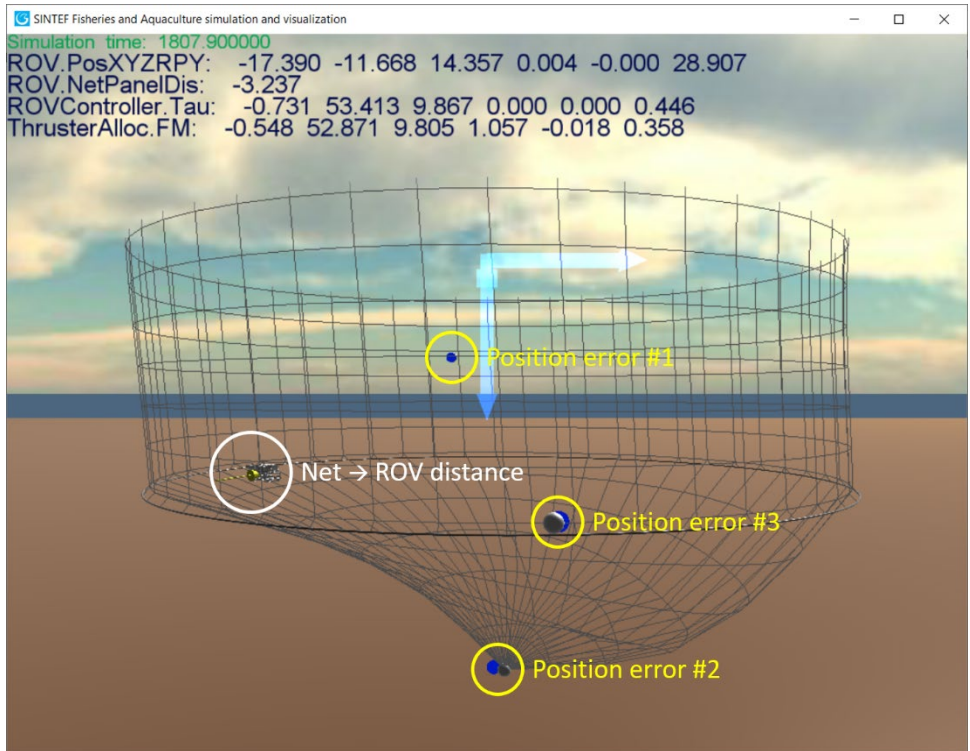 SINTEF Fisheries and Aquaculture simulation and visualization
Simulation time: 1807.900000
ROV.PosXYZRPY: -17.390 -11.668 14.357 0.004 -0.000 28.907
ROV.NetPanelDis: -3.237
ROVController.Tau: -0.731 53.413 9.867 0.000 0.000 0.446
ThrusterAlloc.FM: -0.548 52.871 9.805 1.057 -0.018 0.358
Position error #1
Net → ROV distance
Position error #3
Position error #2